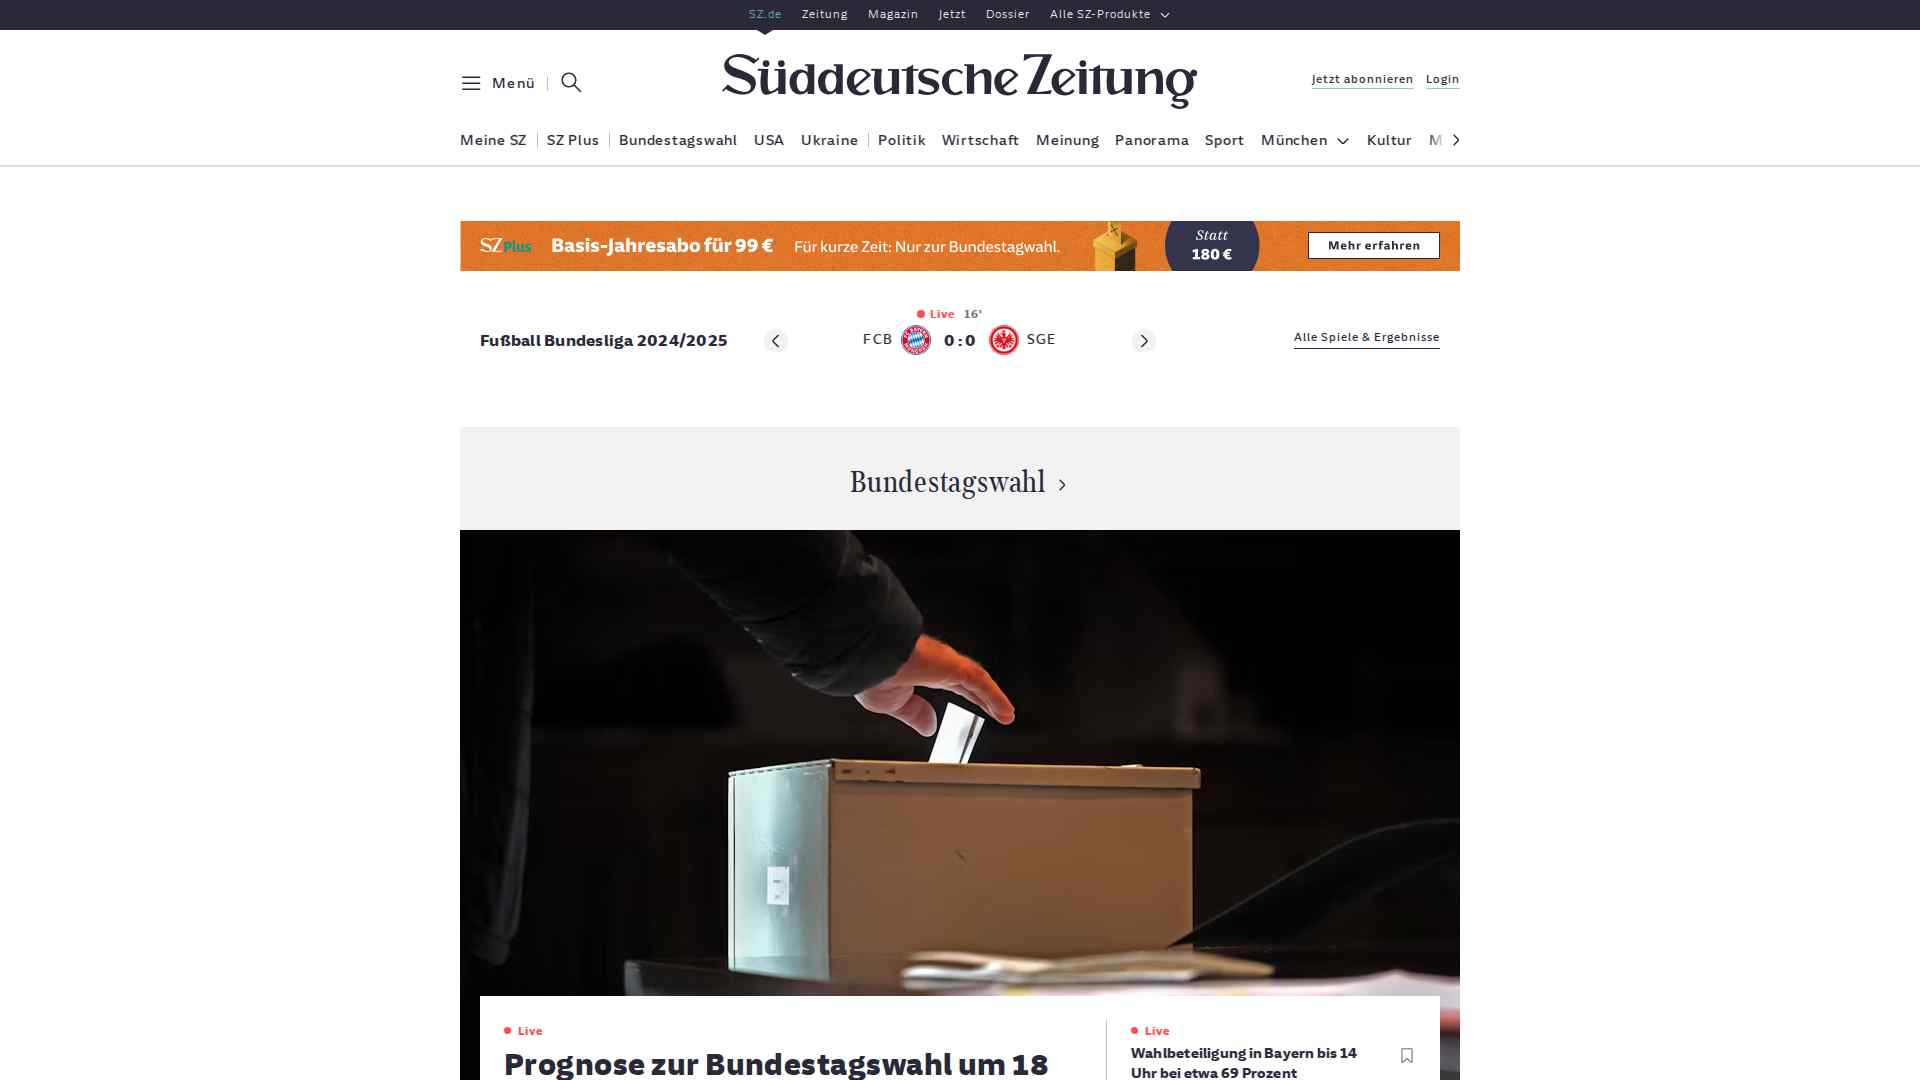 SZ.de Zeitung Magazin Jetzt Dossier Alle SZ-Produkte
Menü
Süddeutsche Zeitung
Jetzt abonnieren Login
Meine SZ SZ Plus Bundestagswahl USA Ukraine Politik Wirtschaft Meinung Panorama Sport München Kultur M
SZ Plus Basis-Jahresabo für 99 € Für kurze Zeit: Nur zur Bundestagwahl.
Statt
180 €
Mehr erfahren
Live 16'
Fußball Bundesliga 2024/2025
FCB 0 : 0 SGE
Alle Spiele & Ergebnisse
Bundestagswahl
Live
Prognose zur Bundestagswahl um 18
Live
Wahlbeteiligung in Bayern bis 14
Uhr bei etwa 69 Prozent